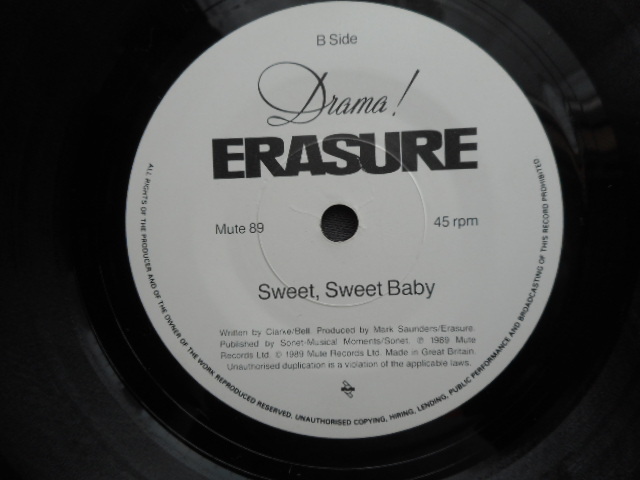 B Side
Drama!
ERASURE
Mute 89
45 rpm
Sweet, Sweet Baby
Written by Clarke/Bell. Produced by Mark Saunders/Erasure.
Published by Sonet-Musical Moments/Sonet. ℗ 1989 Mute
Records Ltd. © 1989 Mute Records Ltd. Made in Great Britain.
Unauthorised duplication is a violation of the applicable laws.
ALL RIGHTS OF THE PRODUCER AND OF THE OWNER OF THE WORK REPRODUCED RESERVED. UNAUTHORISED COPYING, HIRING, LENDING, PUBLIC PERFORMANCE AND BROADCASTING OF THIS RECORD PROHIBITED